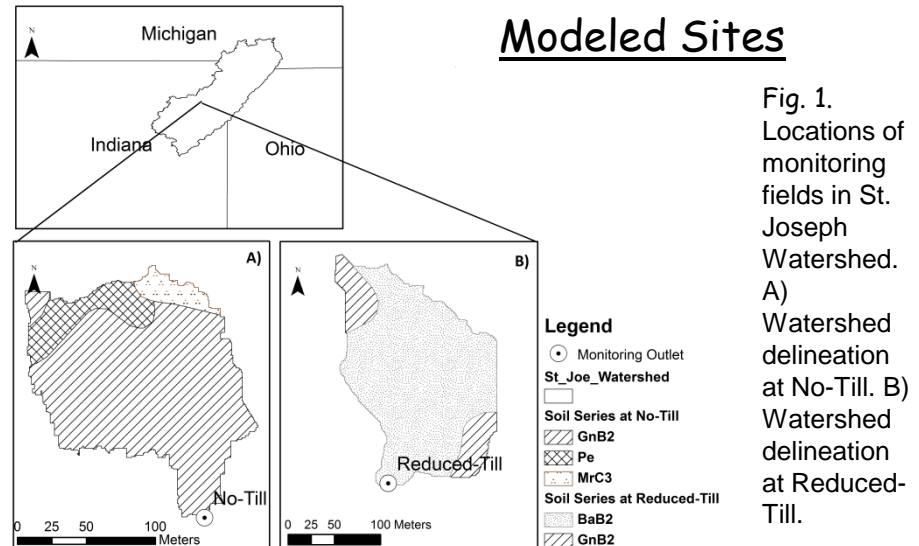 Modeled Sites
Michigan
Indiana
Ohio
Fig. 1.
Locations of
monitoring
fields in St.
Joseph
Watershed.
A)
Watershed
delineation
at No-Till. B)
Watershed
delineation
at Reduced-
Till.
N
A)
No-Till
0 25 50 100
Meters
N
B)
Reduced-Till
0 25 50 100 Meters
Legend
Monitoring Outlet
St_Joe_Watershed
Soil Series at No-Till
GnB2
Pe
MrC3
Soil Series at Reduced-Till
BaB2
GnB2